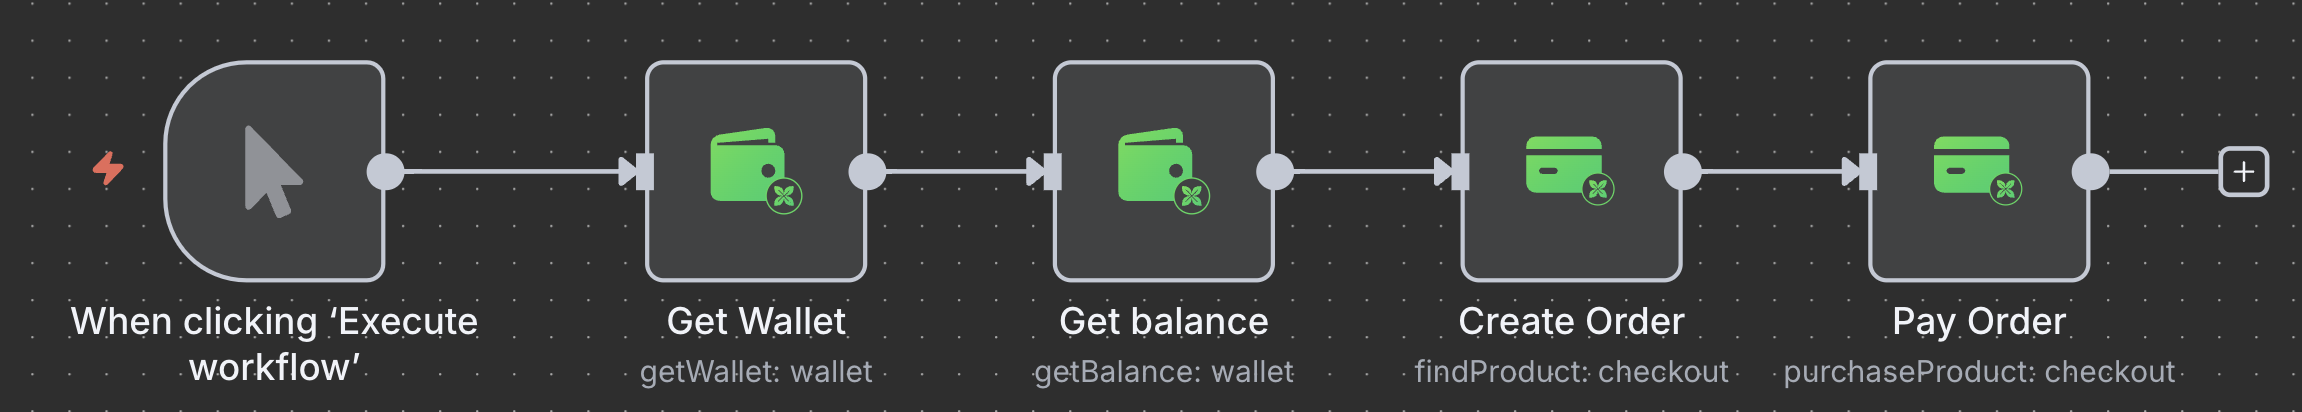 When clicking ‘Execute
workflow’
Get Wallet
getWallet: wallet
Get balance
getBalance: wallet
Create Order
findProduct: checkout
Pay Order
purchaseProduct: checkout